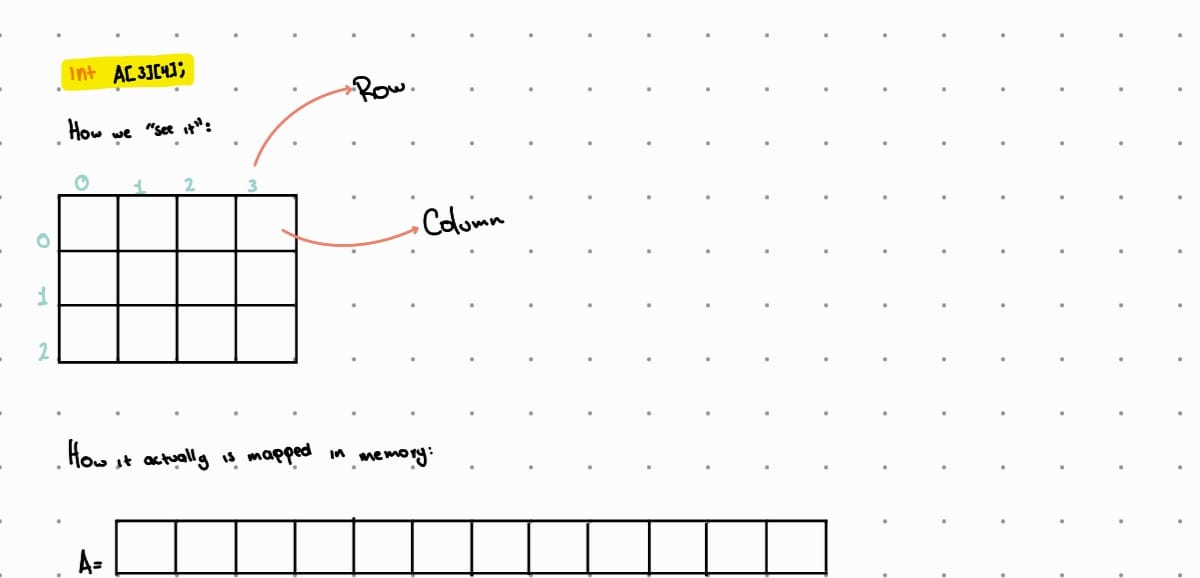 Int A[3][4];
Row
How we "see it":
0 1 2 3
Column
0
1
2
How it actually is mapped in memory:
A=